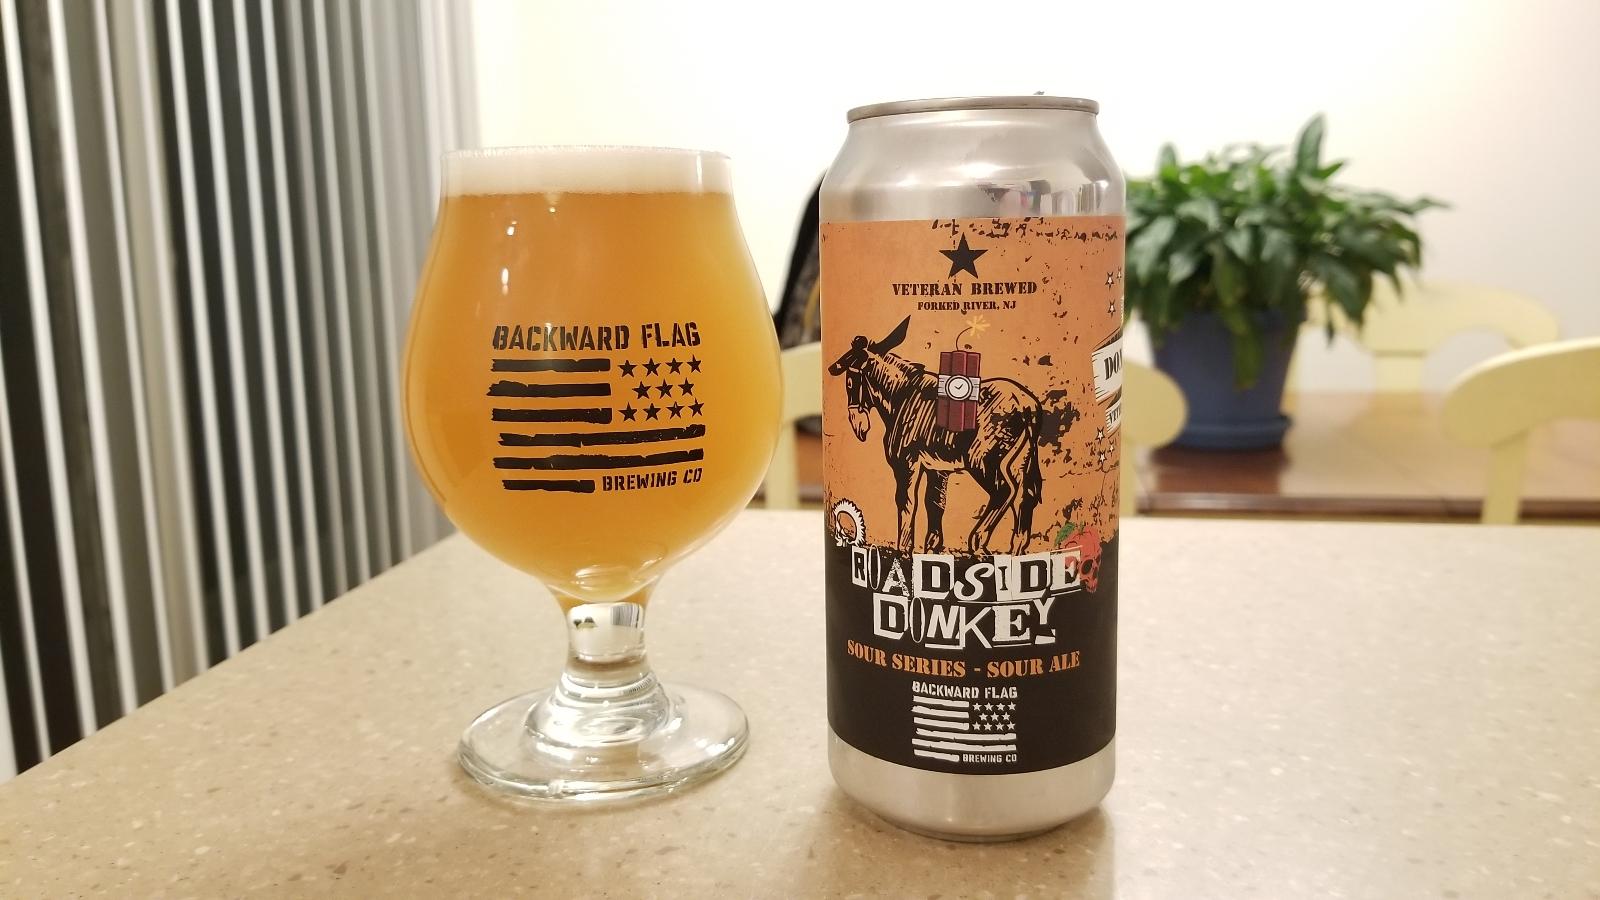 BACKWARD FLAG
BREWING CO
VETERAN BREWED
FORKED RIVER, NJ
ROADSIDE
DONKEY
SOUR SERIES - SOUR ALE
BACKWARD FLAG
BREWING CO